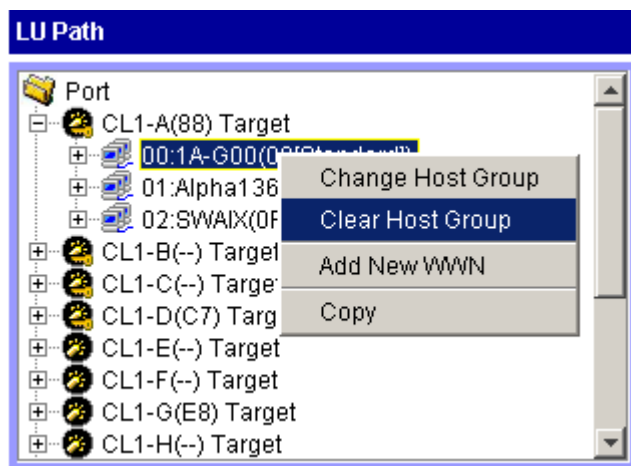 LU Path
Port
CL1-A(88) Target
00:1A-G00(00[Standard])
01:Alpha136
02:SWAIX(0F
CL1-B(--) Target
CL1-C(--) Target
CL1-D(C7) Targ
CL1-E(--) Target
CL1-F(--) Target
CL1-G(E8) Target
CL1-H(--) Target
Change Host Group
Clear Host Group
Add New WWN
Copy